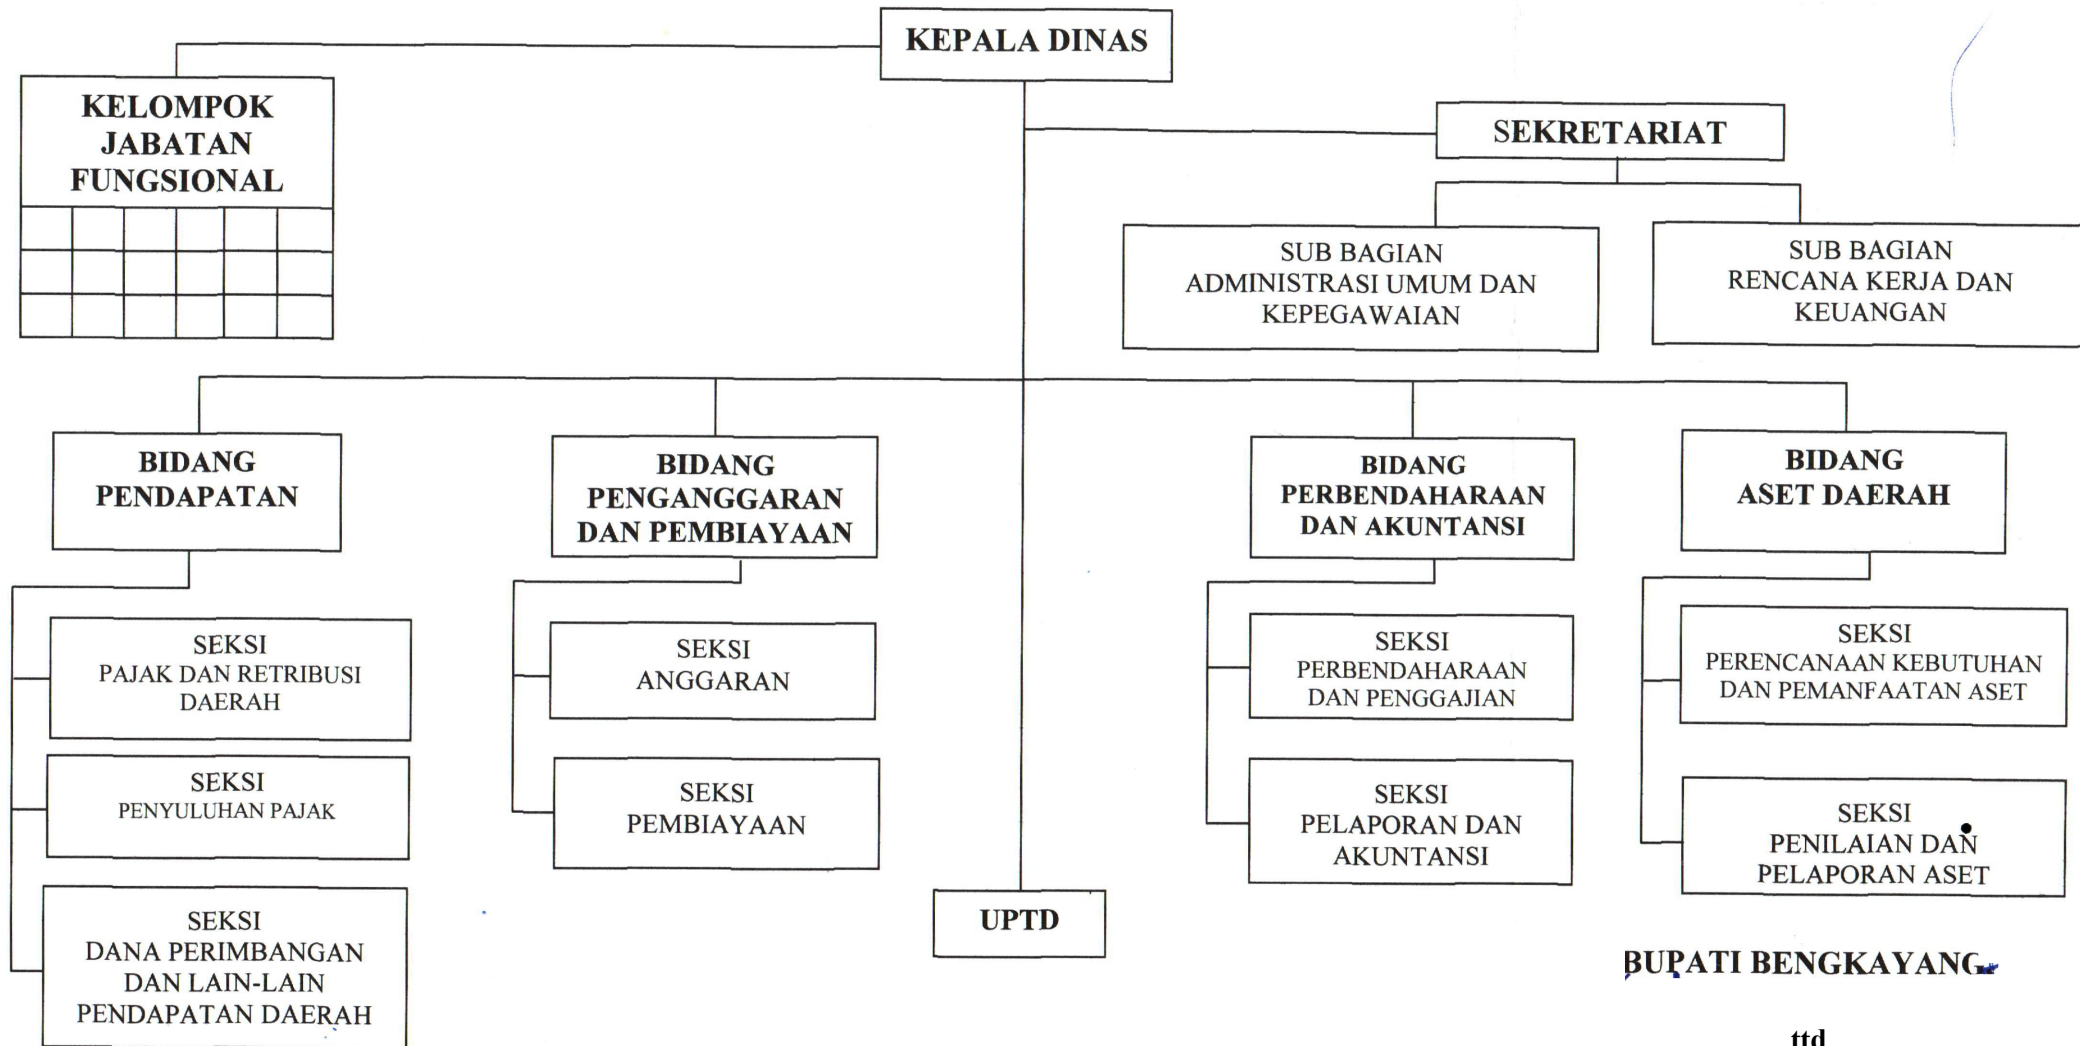 KEPALA DINAS
KELOMPOK
JABATAN
FUNGSIONAL
SEKRETARIAT
SUB BAGIAN
ADMINISTRASI UMUM DAN
KEPEGAWAIAN
SUB BAGIAN
RENCANA KERJA DAN
KEUANGAN
BIDANG
PENDAPATAN
BIDANG
PENGANGGARAN
DAN PEMBIAYAAN
BIDANG
PERBENDAHARAAN
DAN AKUNTANSI
BIDANG
ASET DAERAH
SEKSI
PAJAK DAN RETRIBUSI
DAERAH
SEKSI
PENYULUHAN PAJAK
SEKSI
DANA PERIMBANGAN
DAN LAIN-LAIN
PENDAPATAN DAERAH
SEKSI
ANGGARAN
SEKSI
PEMBIAYAAN
SEKSI
PERBENDAHARAAN
DAN PENGGAJIAN
SEKSI
PELAPORAN DAN
AKUNTANSI
SEKSI
PERENCANAAN KEBUTUHAN
DAN PEMANFAATAN ASET
SEKSI
PENILAIAN DAN
PELAPORAN ASET
UPTD
BUPATI BENGKAYANG
ttd